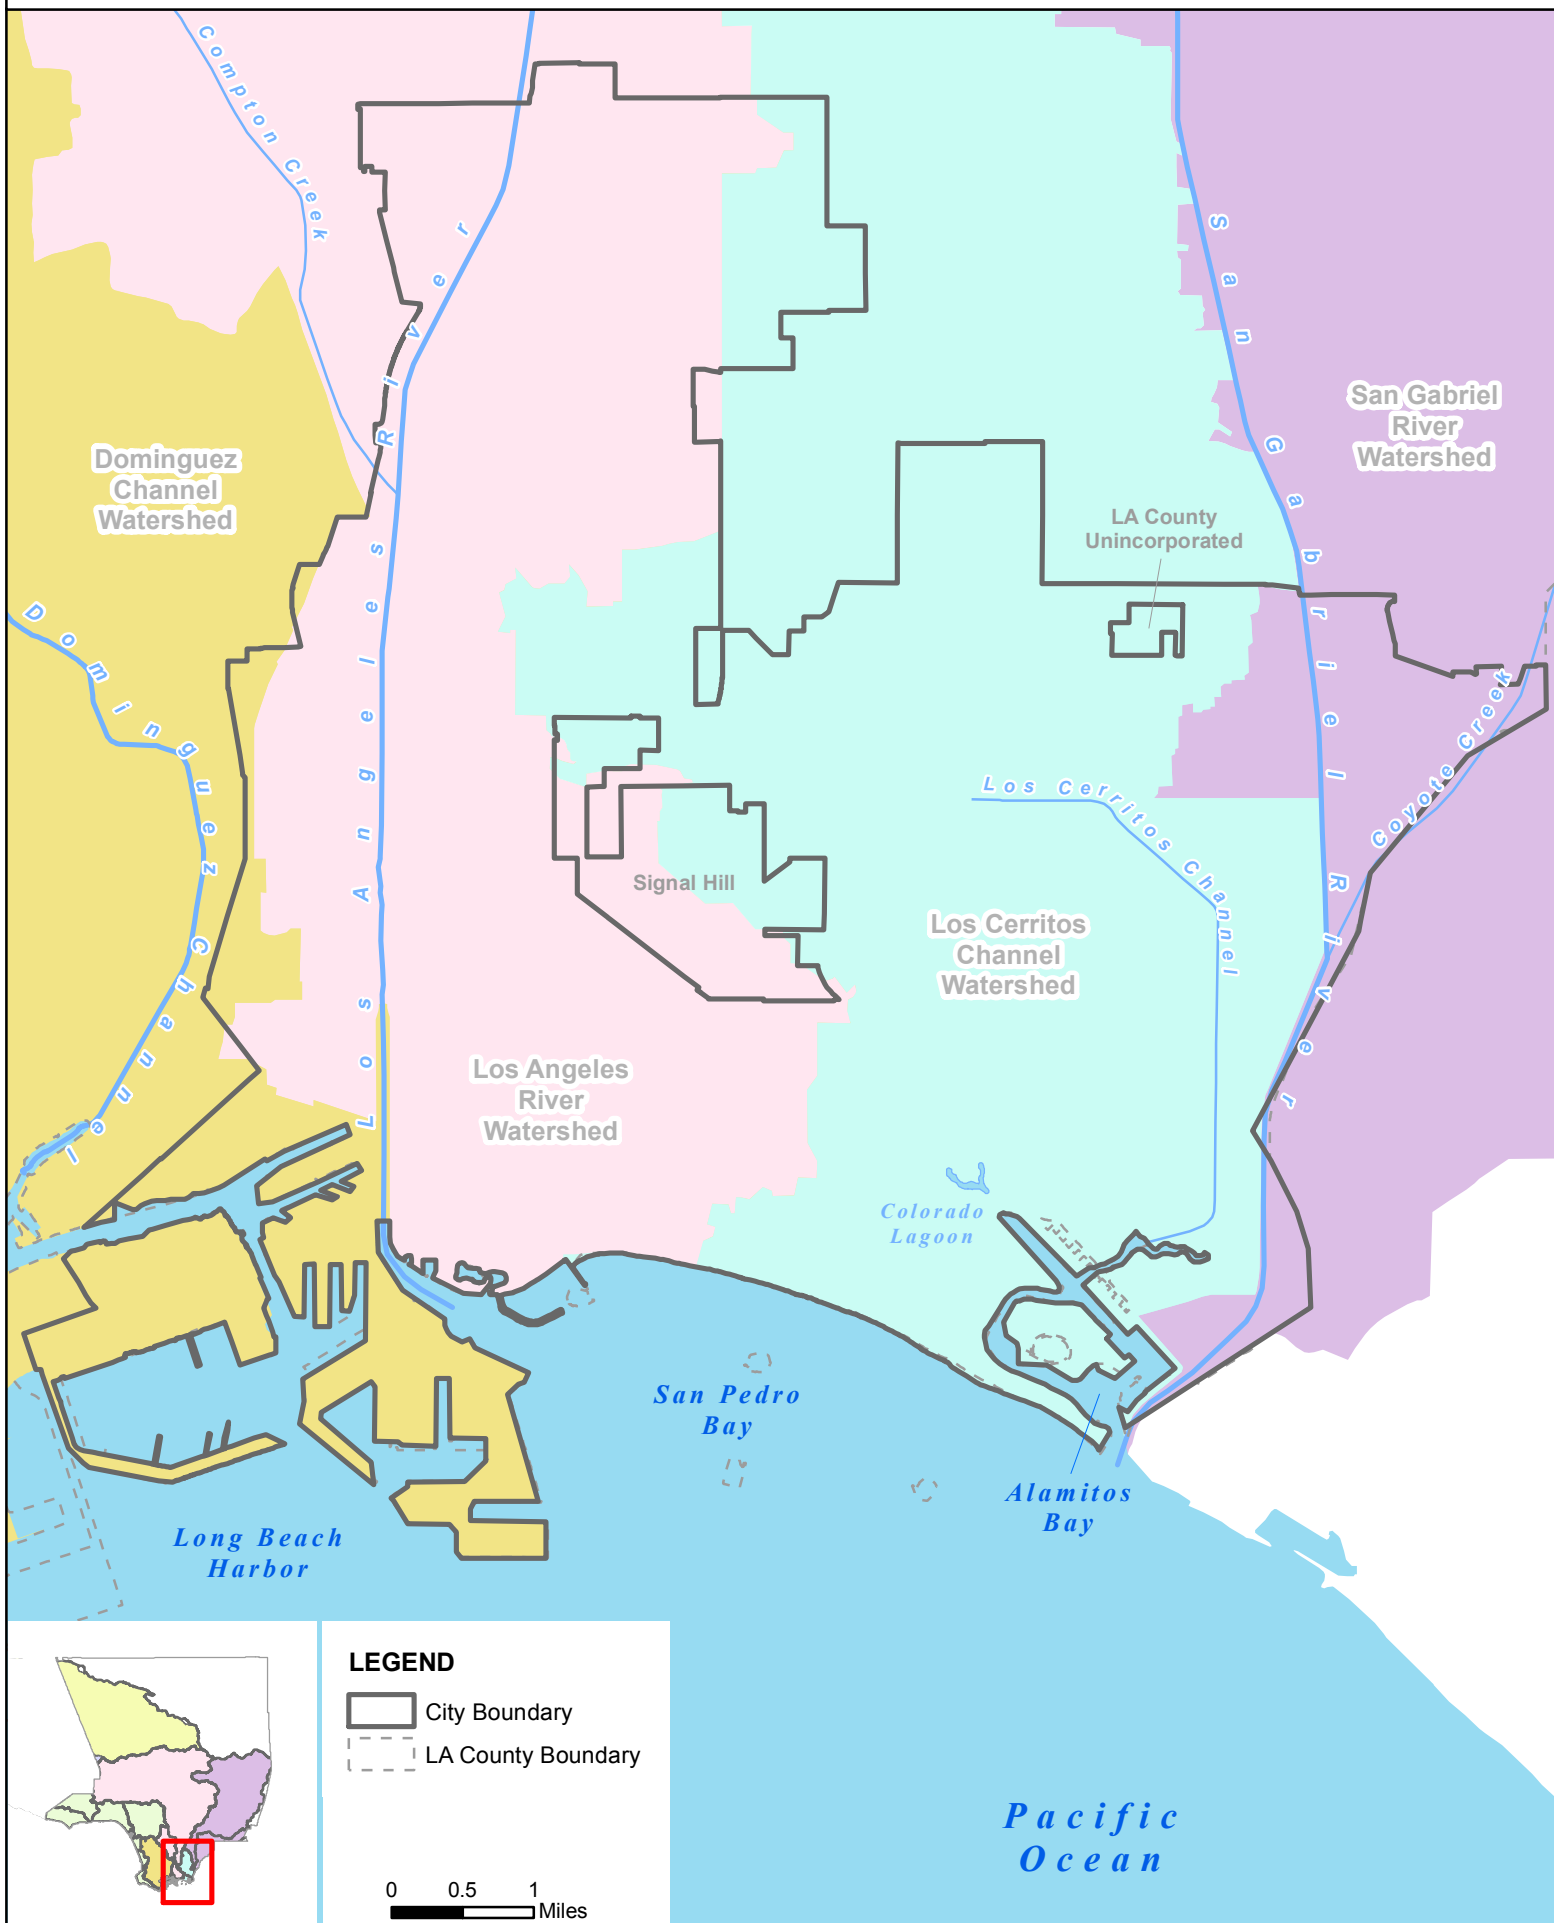 Compton Creek
Los Angeles River
San Gabriel River
San Gabriel
River
Watershed
Dominguez
Channel
Watershed
LA County
Unincorporated
Dominguez Channel
Coyote Creek
Los Cerritos Channel
Signal Hill
Los Cerritos
Channel
Watershed
Los Angeles
River
Watershed
Colorado
Lagoon
San Pedro
Bay
Alamitos
Bay
Long Beach
Harbor
Pacific
Ocean
LEGEND
City Boundary
LA County Boundary
0 0.5 1
Miles